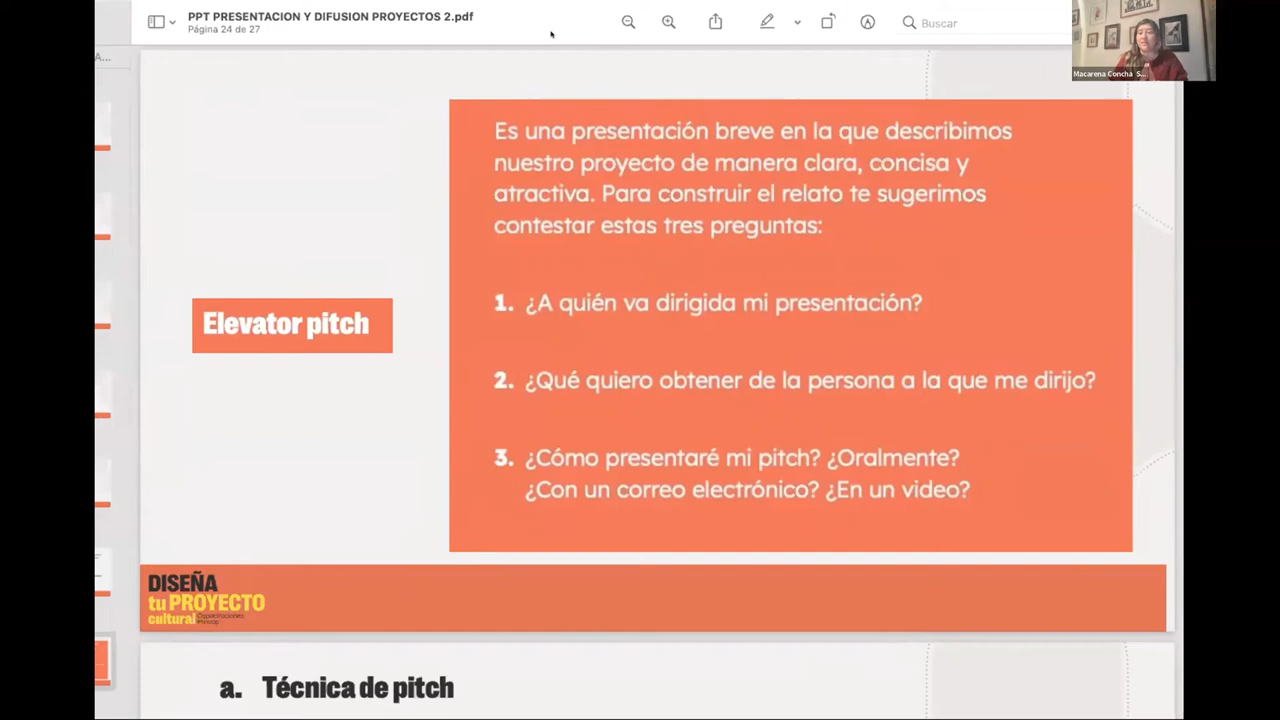 PPT PRESENTACION Y DIFUSION PROYECTOS 2.pdf
Página 24 de 27
Buscar
A...
Macarena Concha S...
Es una presentación breve en la que describimos
nuestro proyecto de manera clara, concisa y
atractiva. Para construir el relato te sugerimos
contestar estas tres preguntas:
1. ¿A quién va dirigida mi presentación?
Elevator pitch
2. ¿Qué quiero obtener de la persona a la que me dirijo?
3. ¿Cómo presentaré mi pitch? ¿Oralmente?
¿Con un correo electrónico? ¿En un video?
DISEÑA
tu PROYECTO
cultural Capacitaciones
a. Técnica de pitch